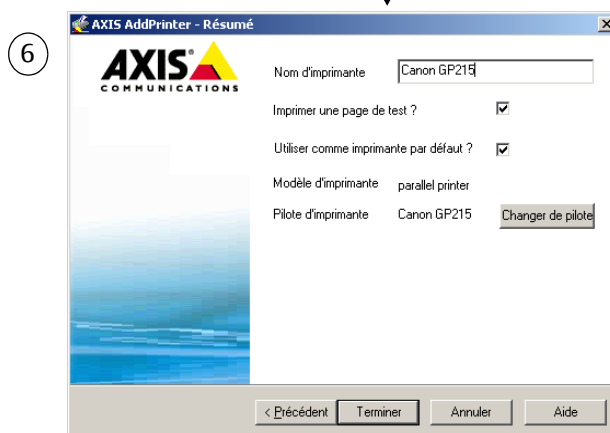 6
AXIS AddPrinter - Résumé
AXIS
COMMUNICATIONS
Nom d'imprimante Canon GP215
Imprimer une page de test ?
Utiliser comme imprimante par défaut ?
Modèle d'imprimante parallel printer
Pilote d'imprimante Canon GP215 Changer de pilote
< Précédent Terminer Annuler Aide